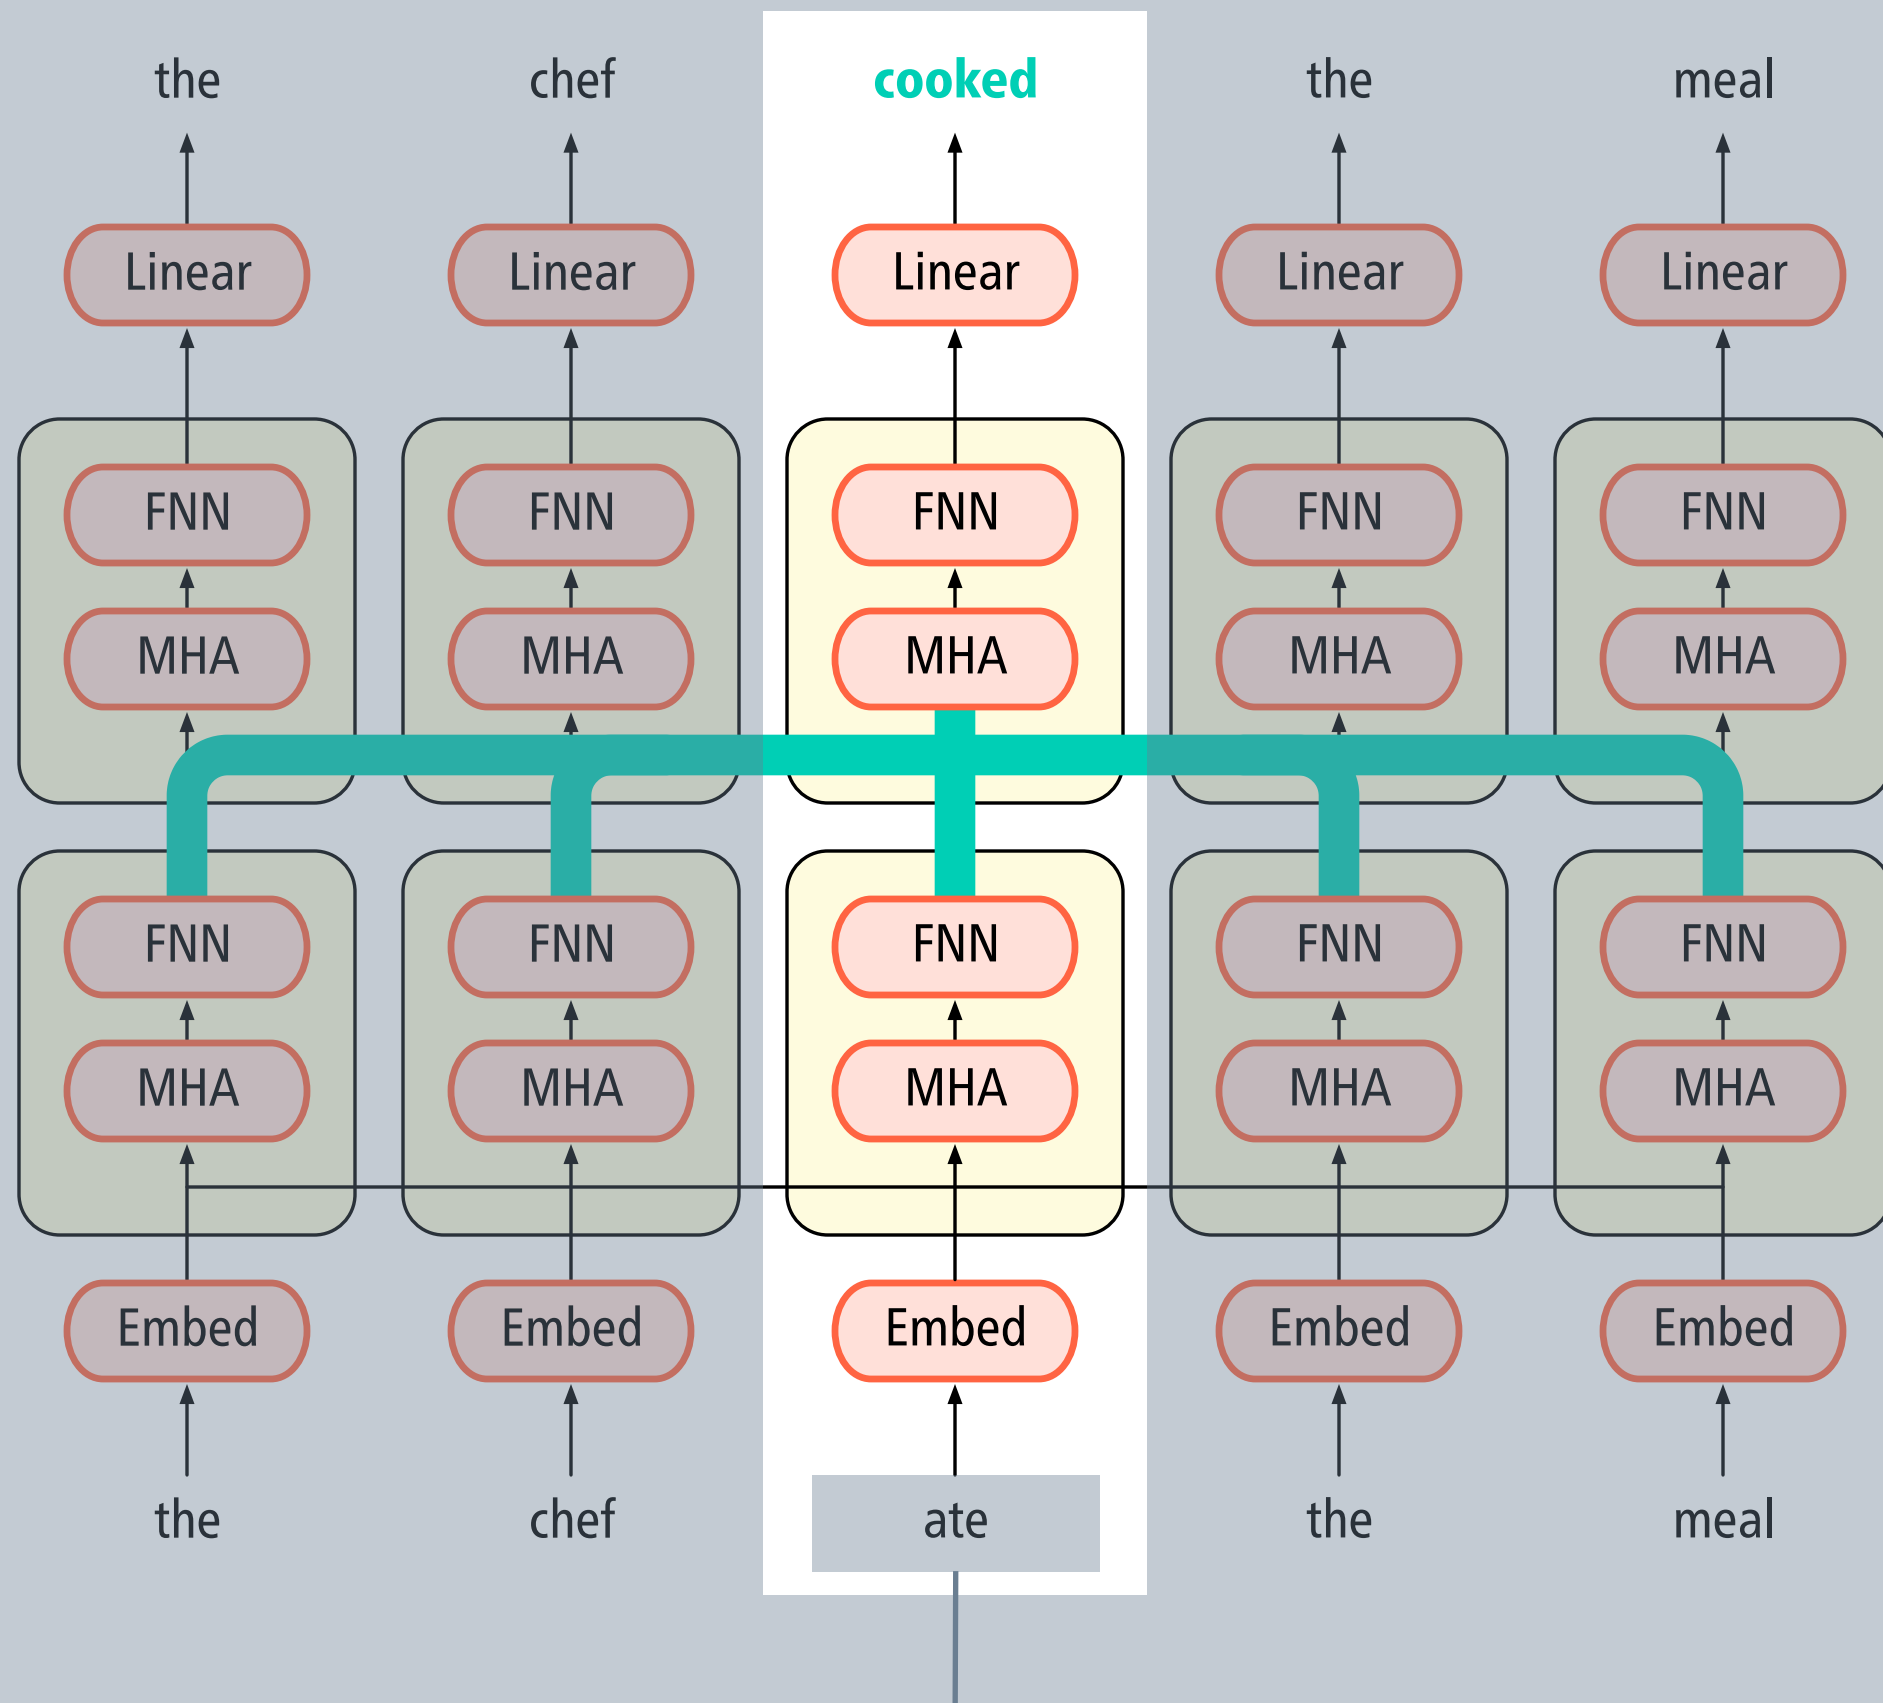 the chef cooked the meal
Linear Linear Linear Linear Linear
FNN FNN FNN FNN FNN
MHA MHA MHA MHA MHA
FNN FNN FNN FNN FNN
MHA MHA MHA MHA MHA
Embed Embed Embed Embed Embed
the chef ate the meal